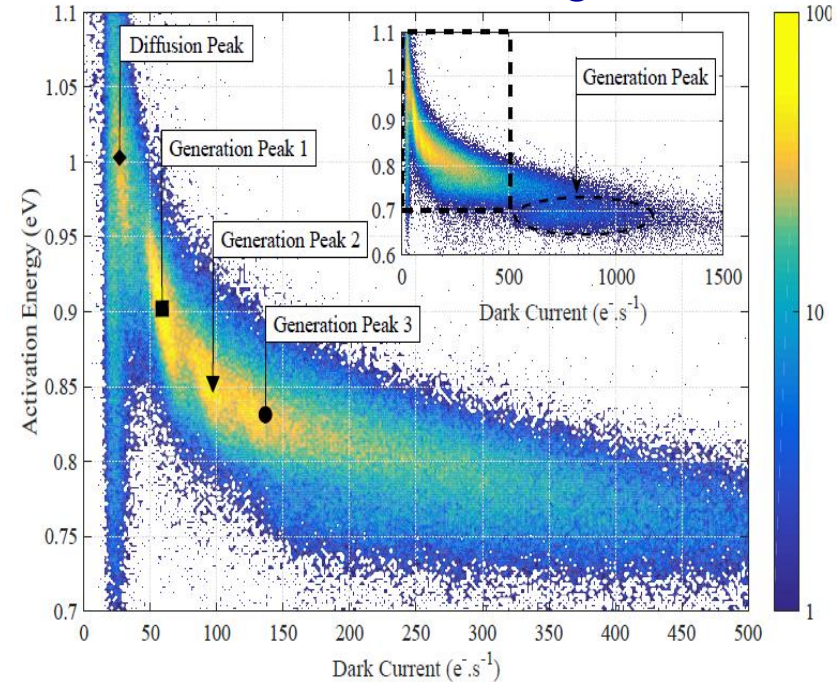 Diffusion Peak
Generation Peak 1
Generation Peak 2
Generation Peak 3
Activation Energy (eV)
1.1
1.05
1
0.95
0.9
0.85
0.8
0.75
0.7
0 50 100 150 200 250 300 350 400 450 500
Dark Current (e⁻.s⁻¹)
Generation Peak
1.1
1
0.9
0.8
0.7
0.6
0 500 1000 1500
Dark Current (e⁻.s⁻¹)
100
10
1